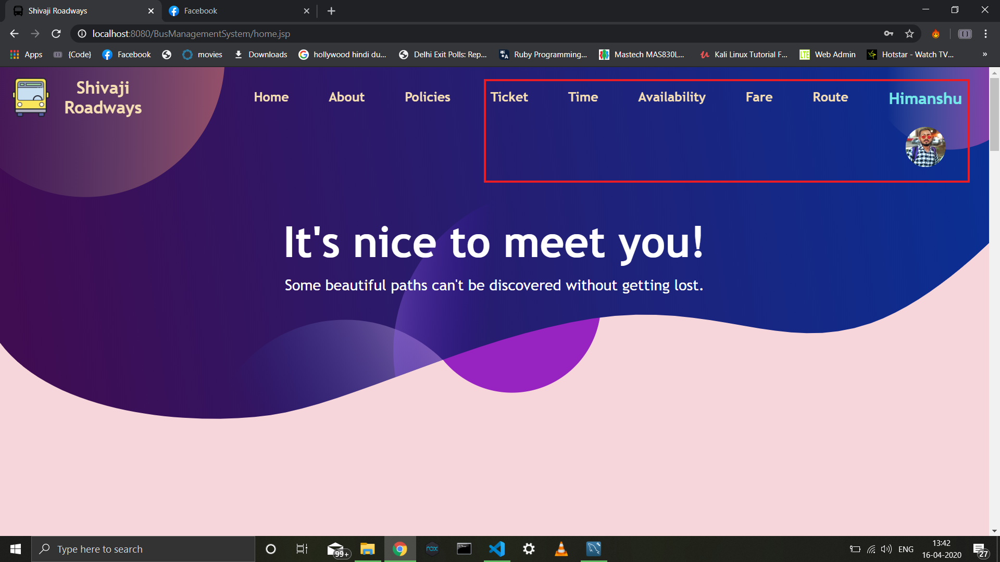 Shivaji Roadways
Facebook
localhost:8080/BusManagementSystem/home.jsp
Apps {Code} Facebook movies Downloads hollywood hindi du... Delhi Exit Polls: Rep... Ruby Programming... Mastech MAS830L... Kali Linux Tutorial F... LTE Web Admin Hotstar - Watch TV... »
Shivaji
Roadways
Home About Policies Ticket Time Availability Fare Route Himanshu
It's nice to meet you!
Some beautiful paths can't be discovered without getting lost.
Type here to search
99+
nox
ENG
13:42
16-04-2020
27